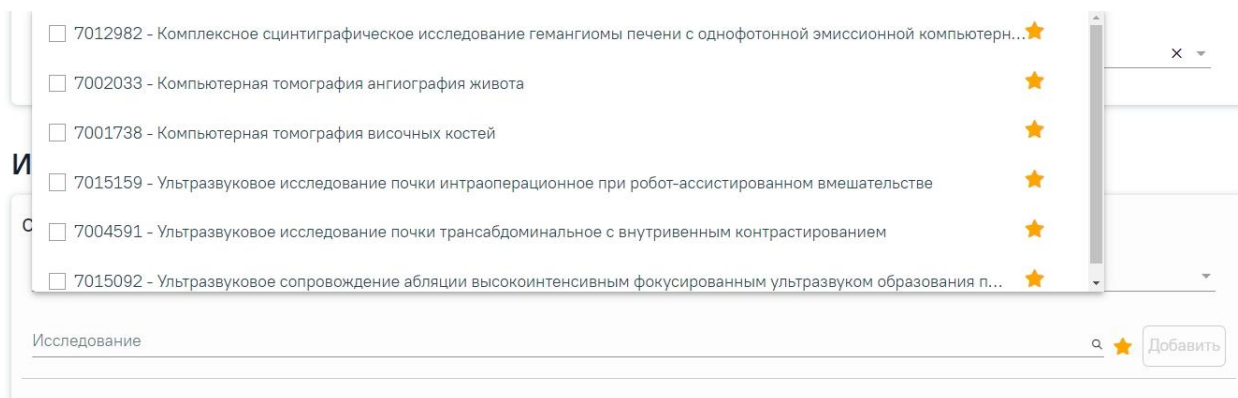 7012982 - Комплексное сцинтиграфическое исследование гемангиомы печени с однофотонной эмиссионной компьютерн...
7002033 - Компьютерная томография ангиография живота
7001738 - Компьютерная томография височных костей
И
7015159 - Ультразвуковое исследование почки интраоперационное при робот-ассистированном вмешательстве
7004591 - Ультразвуковое исследование почки трансабдоминальное с внутривенным контрастированием
7015092 - Ультразвуковое сопровождение абляции высокоинтенсивным фокусированным ультразвуком образования п...
Исследование
Добавить